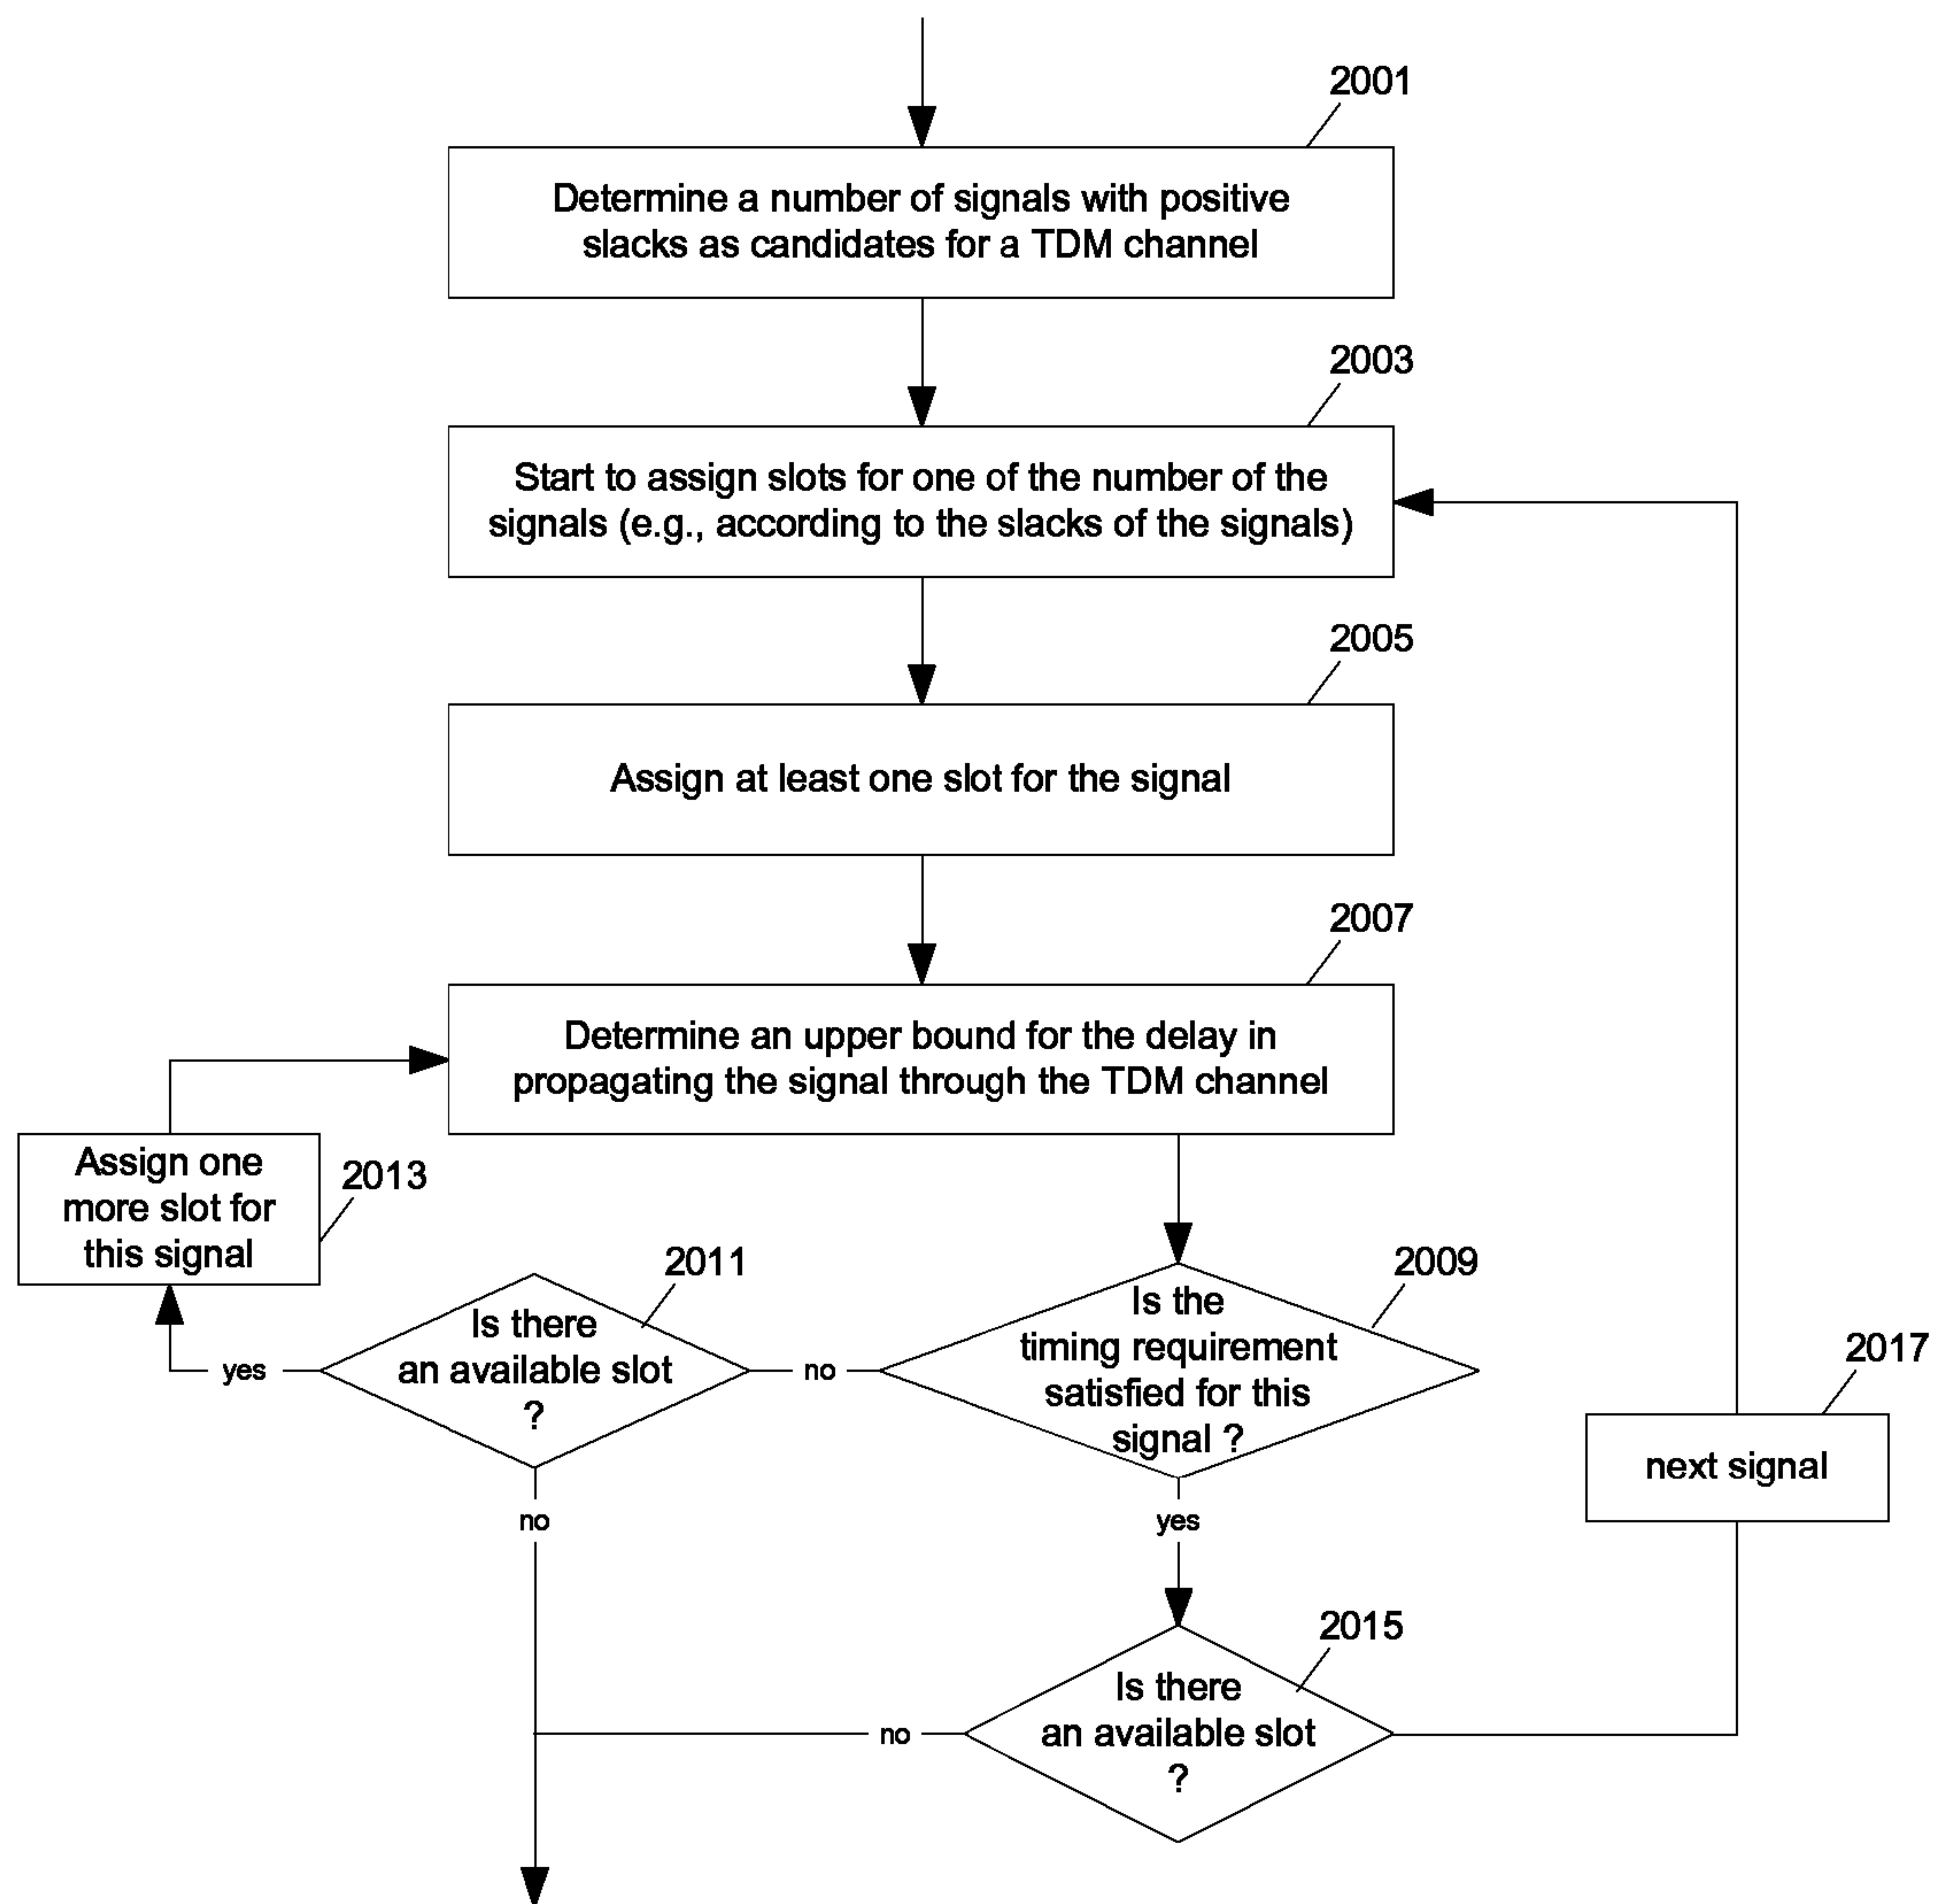 2001
Determine a number of signals with positive
slacks as candidates for a TDM channel
2003
Start to assign slots for one of the number of the
signals (e.g., according to the slacks of the signals)
2005
Assign at least one slot for the signal
2007
Determine an upper bound for the delay in
propagating the signal through the TDM channel
Assign one
more slot for
this signal
2013
2011
Is there
an available slot
?
yes
no
no
2009
Is the
timing requirement
satisfied for this
signal ?
yes
2017
next signal
2015
Is there
an available slot
?
no